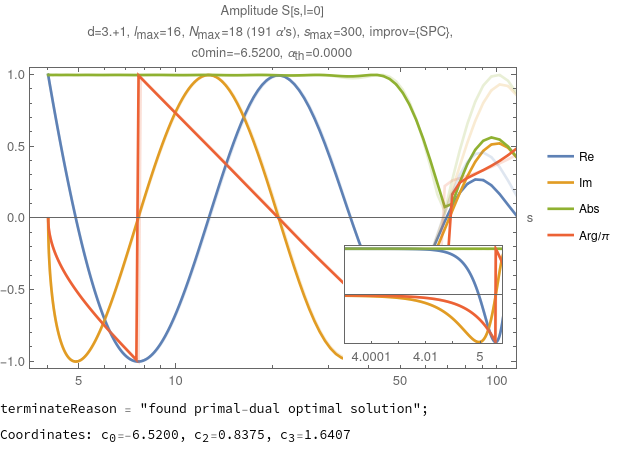 Amplitude S[s,l=0]
d=3.+1, lmax=16, Nmax=18 (191 α's), smax=300, improv={SPC},
c0min=−6.5200, αth=0.0000
1.0
0.5
0.0
−0.5
−1.0
5
10
50
100
s
4.0001
4.01
5
Re
Im
Abs
Arg/π
terminateReason = "found primal-dual optimal solution";
Coordinates: c0=-6.5200, c2=0.8375, c3=1.6407